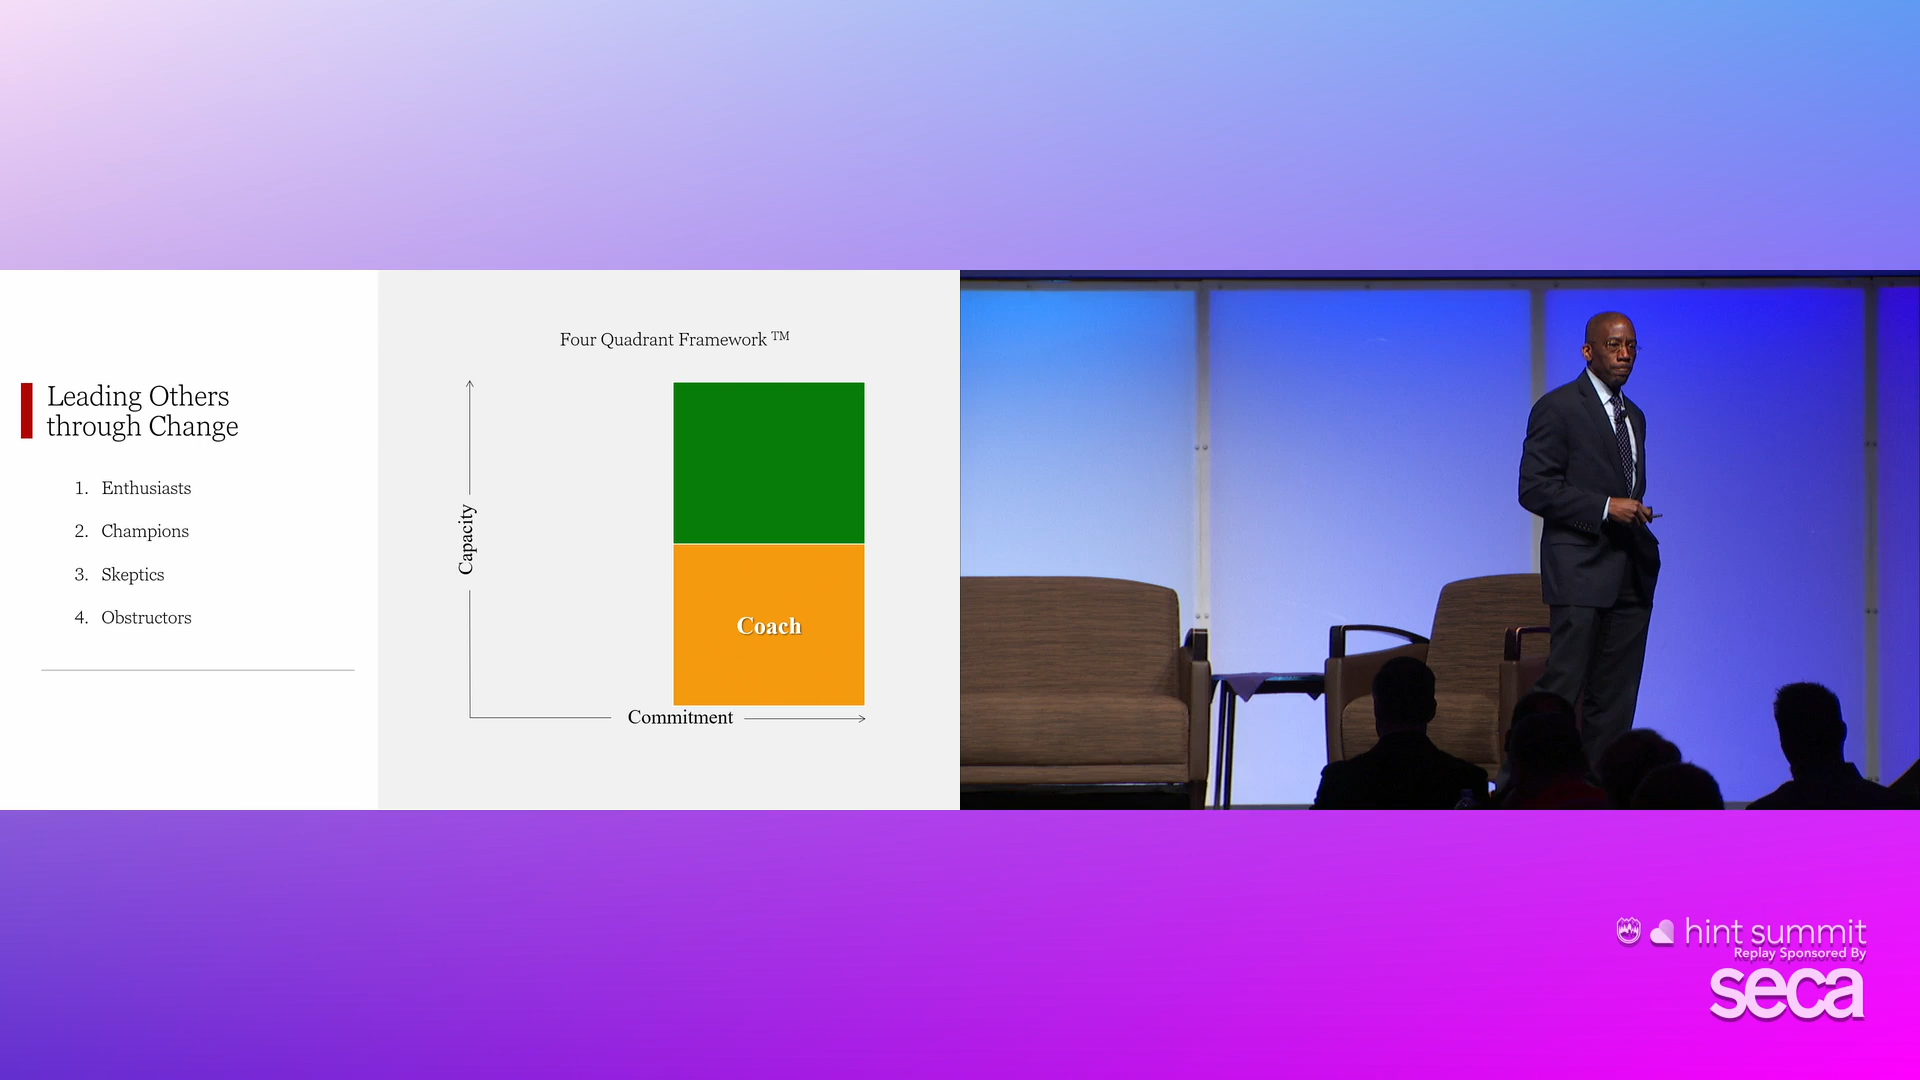 Leading Others
through Change
1. Enthusiasts
2. Champions
3. Skeptics
4. Obstructors
Four Quadrant Framework TM
Capacity
Coach
Commitment
hint summit
Replay Sponsored By
seca